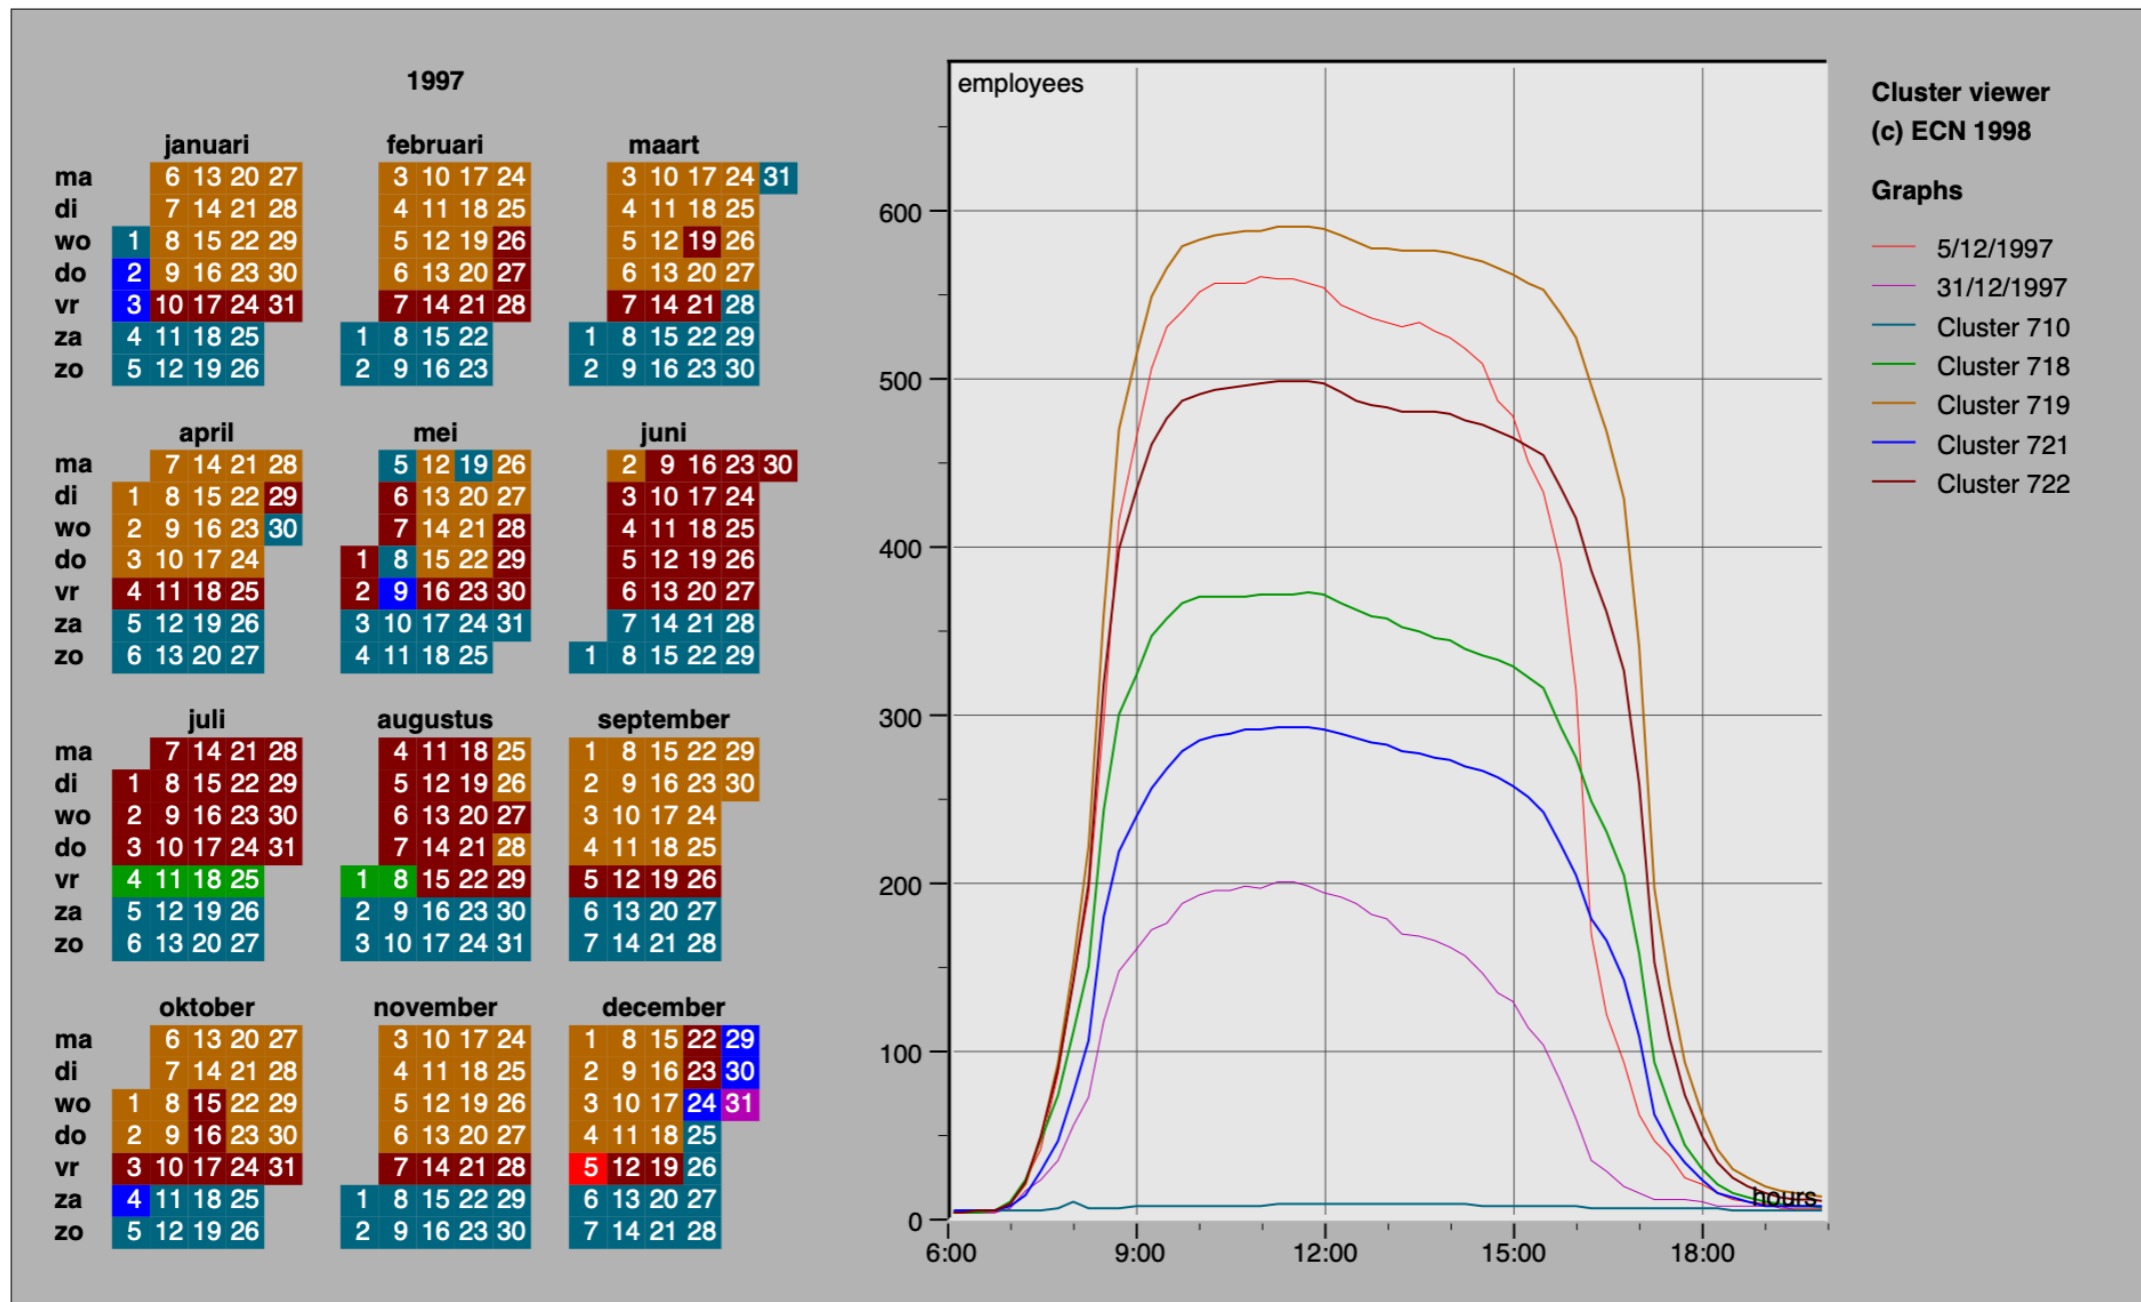 1997
januari februari maart
ma 6 13 20 27 3 10 17 24 3 10 17 24 31
di 7 14 21 28 4 11 18 25 4 11 18 25
wo 1 8 15 22 29 5 12 19 26 5 12 19 26
do 2 9 16 23 30 6 13 20 27 6 13 20 27
vr 3 10 17 24 31 7 14 21 28 7 14 21 28
za 4 11 18 25 1 8 15 22 1 8 15 22 29
zo 5 12 19 26 2 9 16 23 2 9 16 23 30
april mei juni
ma 7 14 21 28 5 12 19 26 2 9 16 23 30
di 1 8 15 22 29 6 13 20 27 3 10 17 24
wo 2 9 16 23 30 7 14 21 28 4 11 18 25
do 3 10 17 24 1 8 15 22 29 5 12 19 26
vr 4 11 18 25 2 9 16 23 30 6 13 20 27
za 5 12 19 26 3 10 17 24 31 7 14 21 28
zo 6 13 20 27 4 11 18 25 1 8 15 22 29
juli augustus september
ma 7 14 21 28 4 11 18 25 1 8 15 22 29
di 1 8 15 22 29 5 12 19 26 2 9 16 23 30
wo 2 9 16 23 30 6 13 20 27 3 10 17 24
do 3 10 17 24 31 7 14 21 28 4 11 18 25
vr 4 11 18 25 1 8 15 22 29 5 12 19 26
za 5 12 19 26 2 9 16 23 30 6 13 20 27
zo 6 13 20 27 3 10 17 24 31 7 14 21 28
oktober november december
ma 6 13 20 27 3 10 17 24 1 8 15 22 29
di 7 14 21 28 4 11 18 25 2 9 16 23 30
wo 1 8 15 22 29 5 12 19 26 3 10 17 24 31
do 2 9 16 23 30 6 13 20 27 4 11 18 25
vr 3 10 17 24 31 7 14 21 28 5 12 19 26
za 4 11 18 25 1 8 15 22 29 6 13 20 27
zo 5 12 19 26 2 9 16 23 30 7 14 21 28
employees
600
500
400
300
200
100
0
hours
6:00 9:00 12:00 15:00 18:00
Cluster viewer
(c) ECN 1998
Graphs
5/12/1997
31/12/1997
Cluster 710
Cluster 718
Cluster 719
Cluster 721
Cluster 722